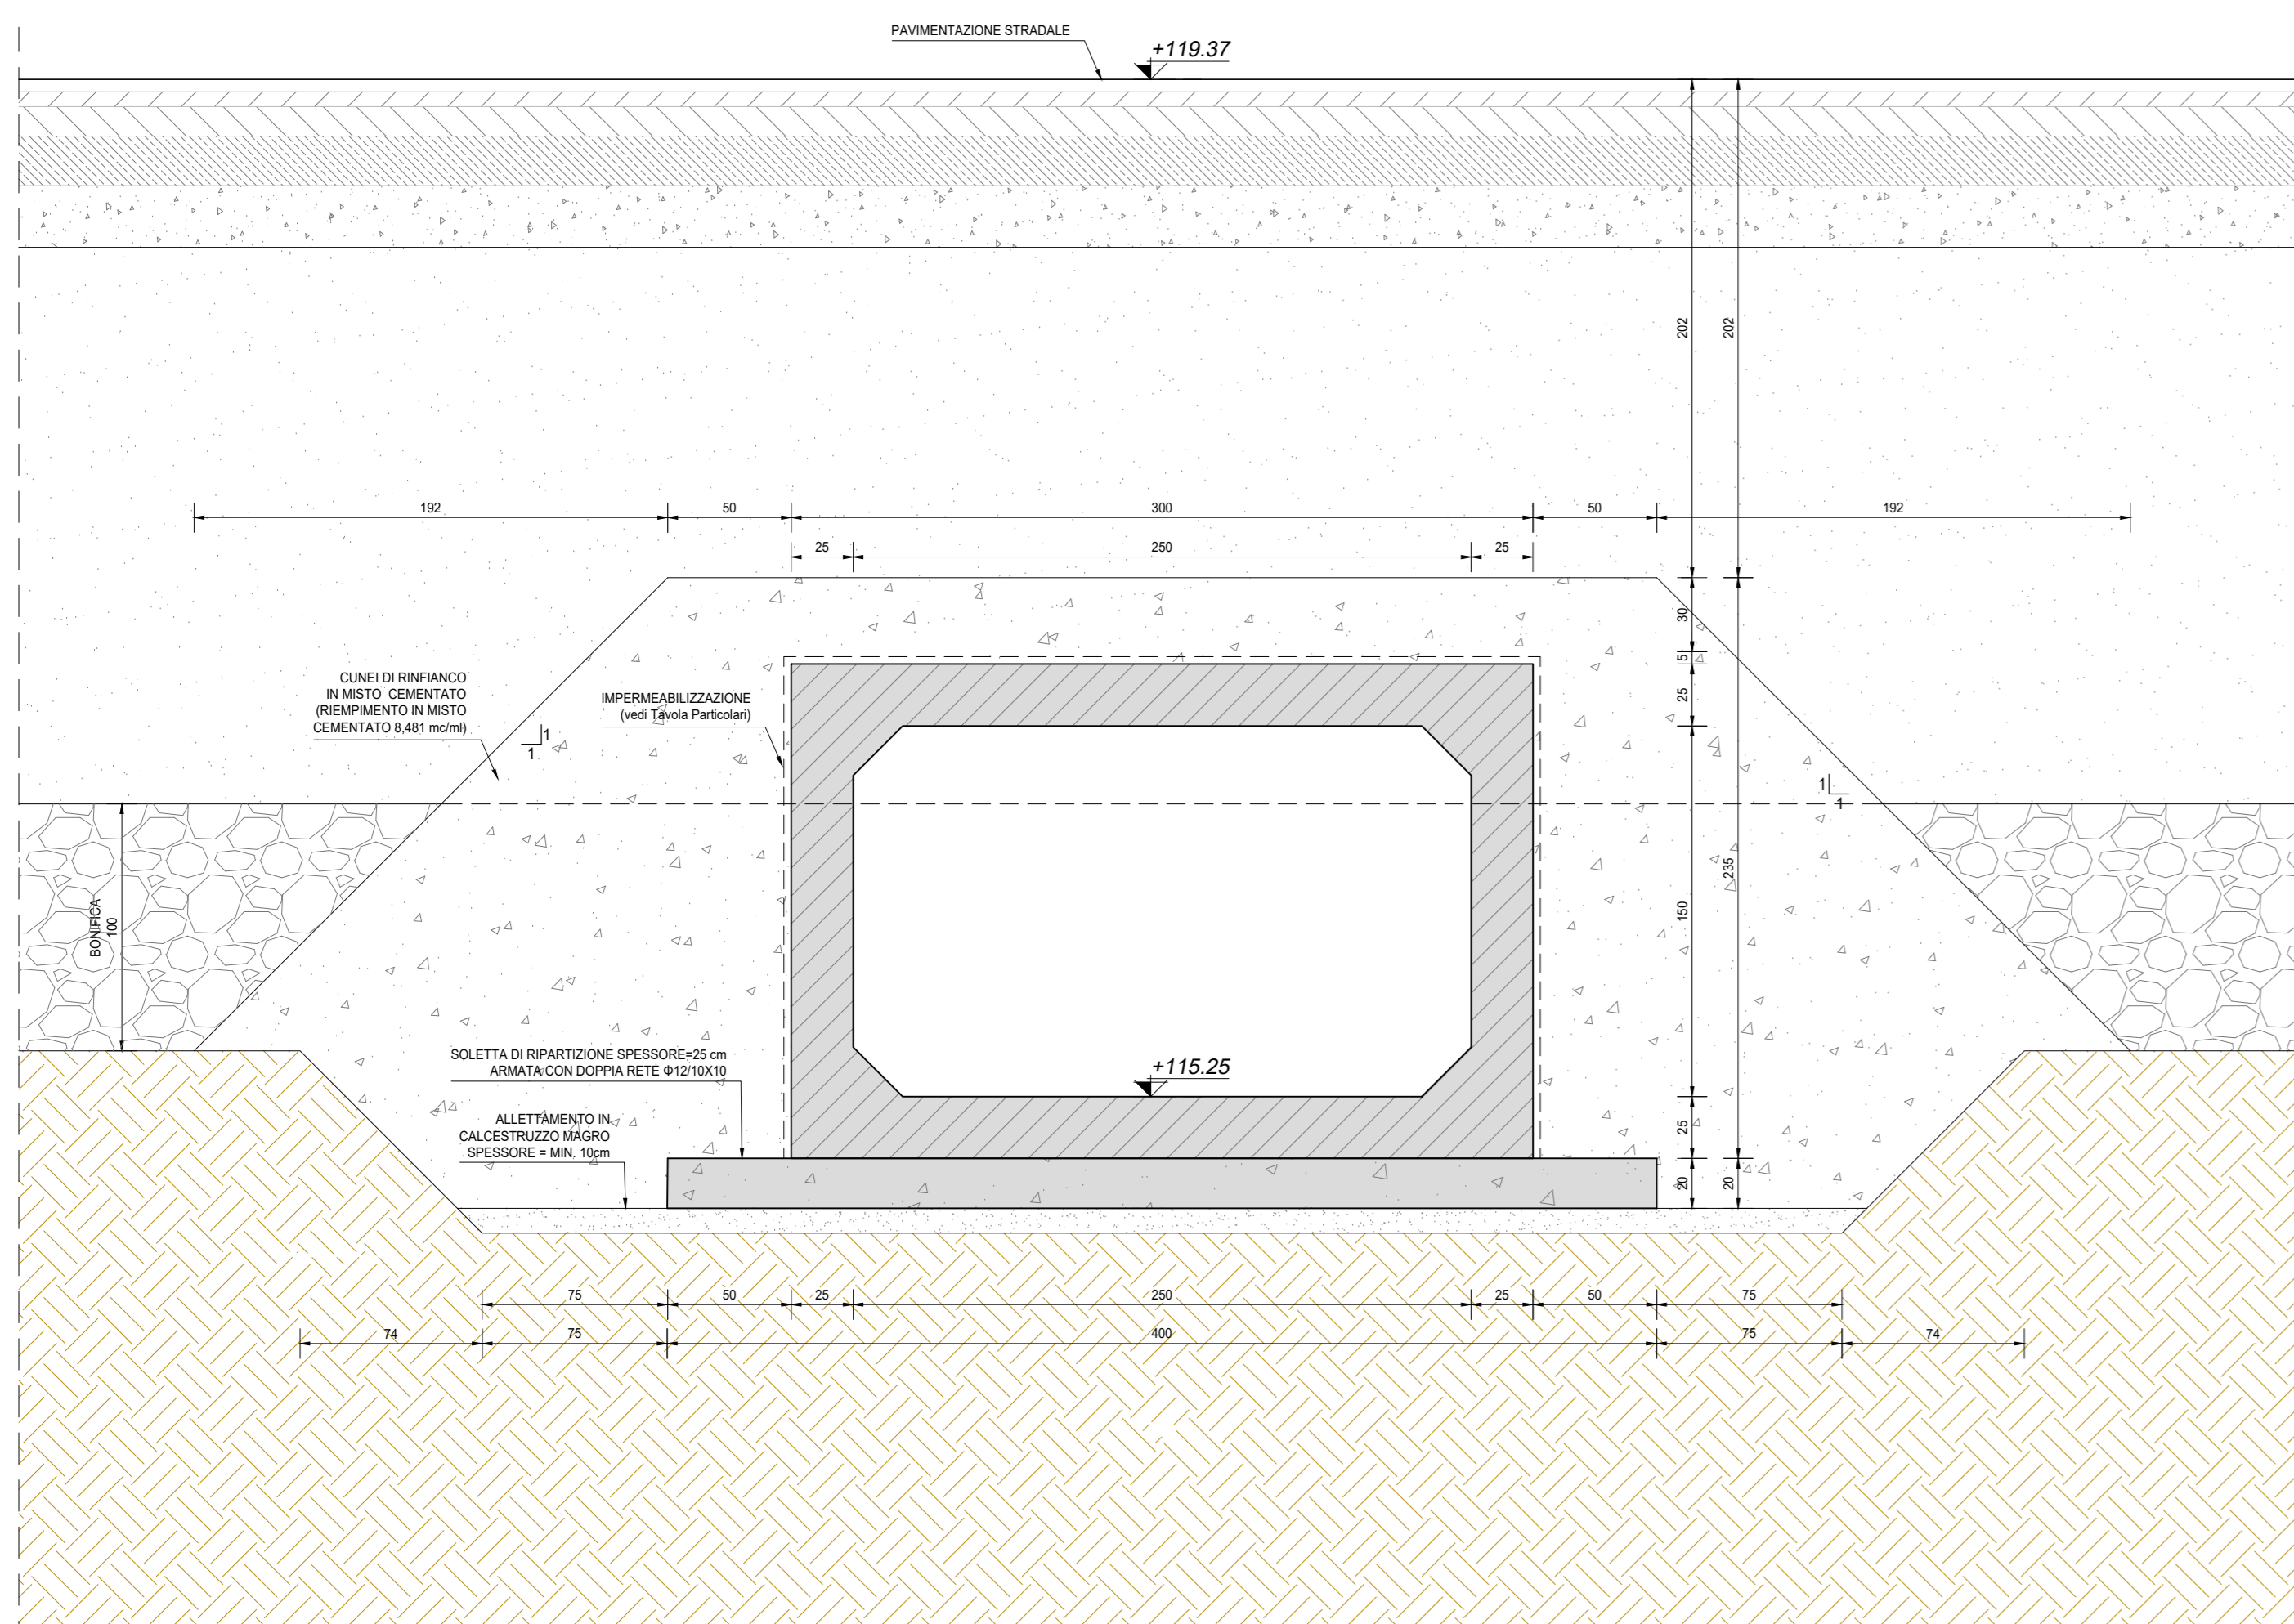 PAVIMENTAZIONE STRADALE
+119.37
202
202
192
50
300
50
192
25
250
25
30
5
25
CUNEI DI RINFIANCO
IN MISTO CEMENTATO
(RIEMPIMENTO IN MISTO
CEMENTATO 8,481 mc/ml)
IMPERMEABILIZZAZIONE
(vedi Tavola Particolari)
1
1
1
1
BONIFICA
100
150
235
SOLETTA DI RIPARTIZIONE SPESSORE=25 cm
ARMATA CON DOPPIA RETE Φ12/10X10
+115.25
ALLETTAMENTO IN
CALCESTRUZZO MAGRO
SPESSORE = MIN. 10cm
25
20
20
75
50
25
250
25
50
75
74
75
400
75
74